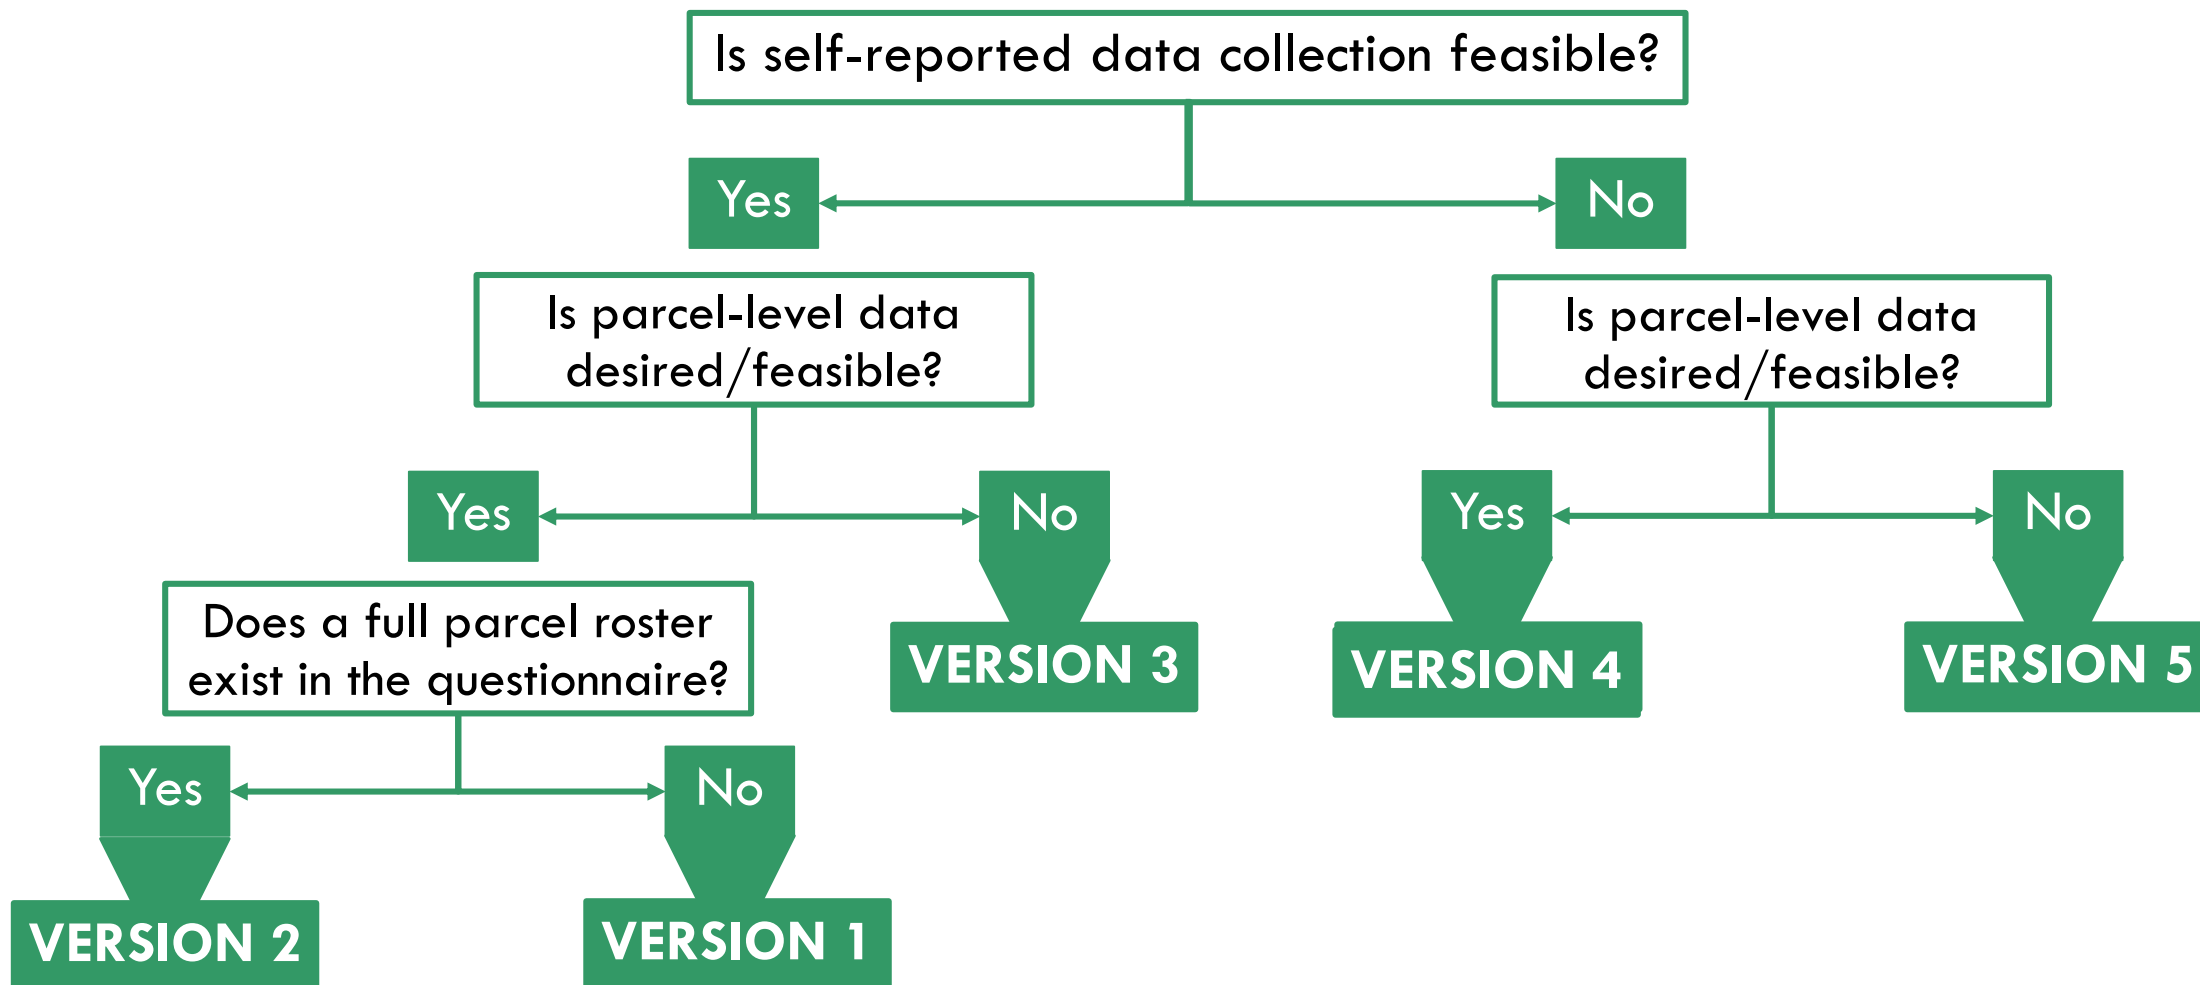 Is self-reported data collection feasible?
Yes
No
Is parcel-level data
desired/feasible?
Is parcel-level data
desired/feasible?
Yes
No
Yes
No
Does a full parcel roster
exist in the questionnaire?
VERSION 3
VERSION 4
VERSION 5
Yes
No
VERSION 2
VERSION 1